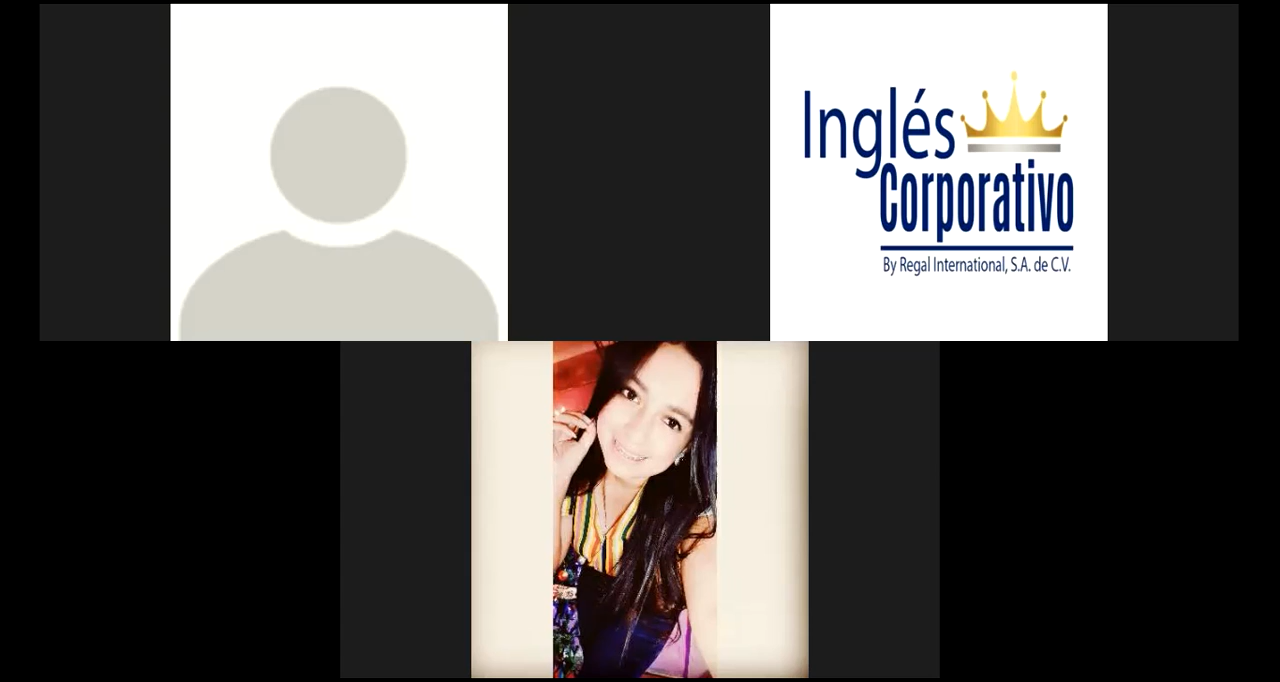 Inglés
Corporativo
By Regal International, S.A. de C.V.